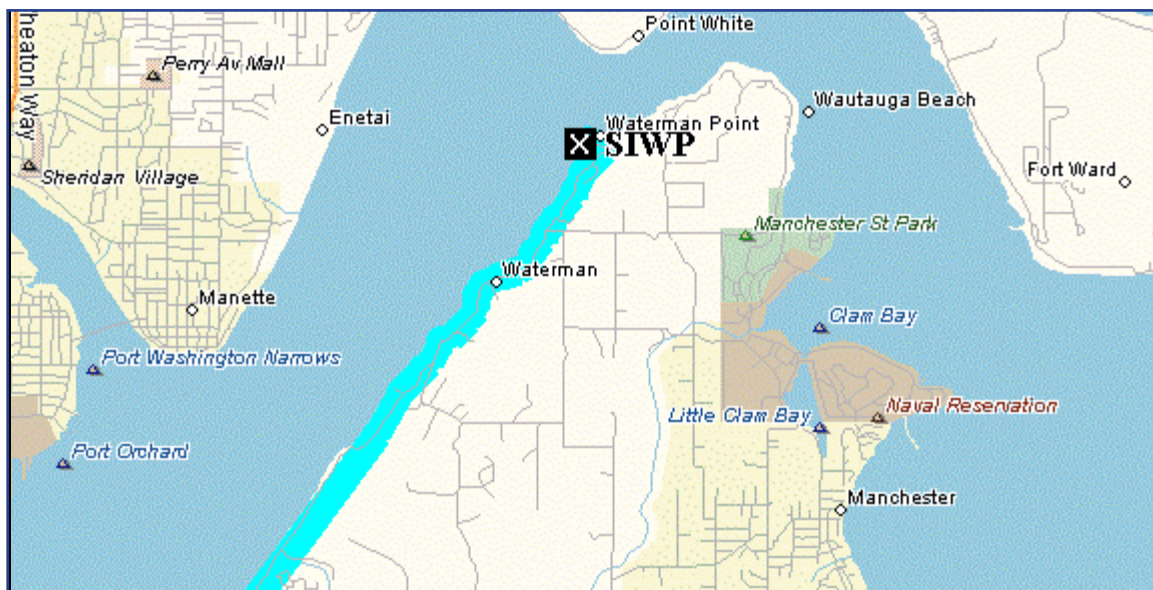 Point White
Perry Av Mall
heaton Way
Wautauga Beach
Enetai
Waterman Point
SIWP
Sheridan Village
Fort Ward
Manchester St Park
Waterman
Manette
Clam Bay
Port Washington Narrows
Naval Reservation
Little Clam Bay
Port Orchard
Manchester